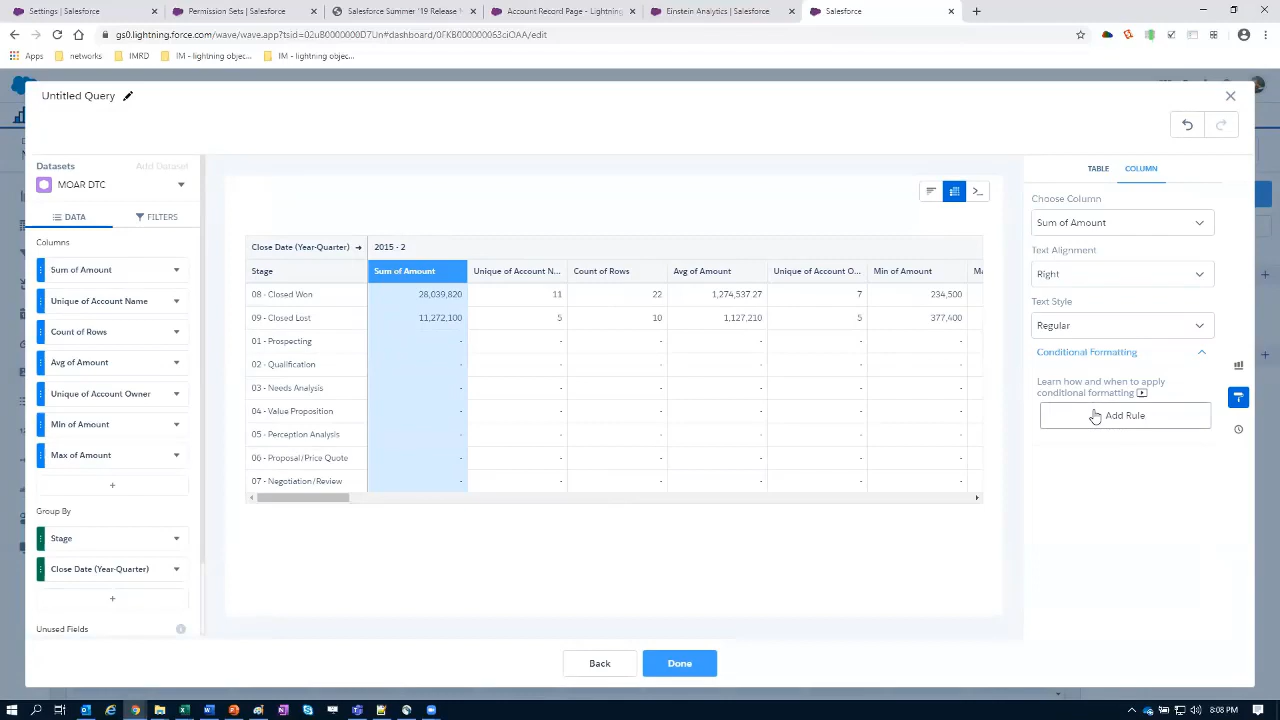 Settings | Salesforce
Permission Sets | Salesforce
Salesforce Summer '19 Release
Account Record Page - Lightning
Einstein Analytics | Salesforce
Salesforce
gs0.lightning.force.com/wave/wave.app?tsid=02uB0000000D7Un#dashboard/0FKB000000063ciOAA/edit
Apps
networks
IMRD
IM - lightning objec...
IM - lightning objec...
Untitled Query
Datasets
Add Dataset
MOAR DTC
DATA
FILTERS
Columns
Sum of Amount
Unique of Account Name
Count of Rows
Avg of Amount
Unique of Account Owner
Min of Amount
Max of Amount
+
Group By
Stage
Close Date (Year-Quarter)
+
Unused Fields
Close Date (Year-Quarter) → 2015 - 2
Stage Sum of Amount Unique of Account N... Count of Rows Avg of Amount Unique of Account O... Min of Amount
08 - Closed Won 28,039,820 11 22 1,274,537.27 7 234,500
09 - Closed Lost 11,272,100 5 10 1,127,210 5 377,400
01 - Prospecting - - - - - -
02 - Qualification - - - - - -
03 - Needs Analysis - - - - - -
04 - Value Proposition - - - - - -
05 - Perception Analysis - - - - - -
06 - Proposal/Price Quote - - - - - -
07 - Negotiation/Review - - - - - -
TABLE
COLUMN
Choose Column
Sum of Amount
Text Alignment
Right
Text Style
Regular
Conditional Formatting
Learn how and when to apply
conditional formatting
Add Rule
Back
Done
8:08 PM